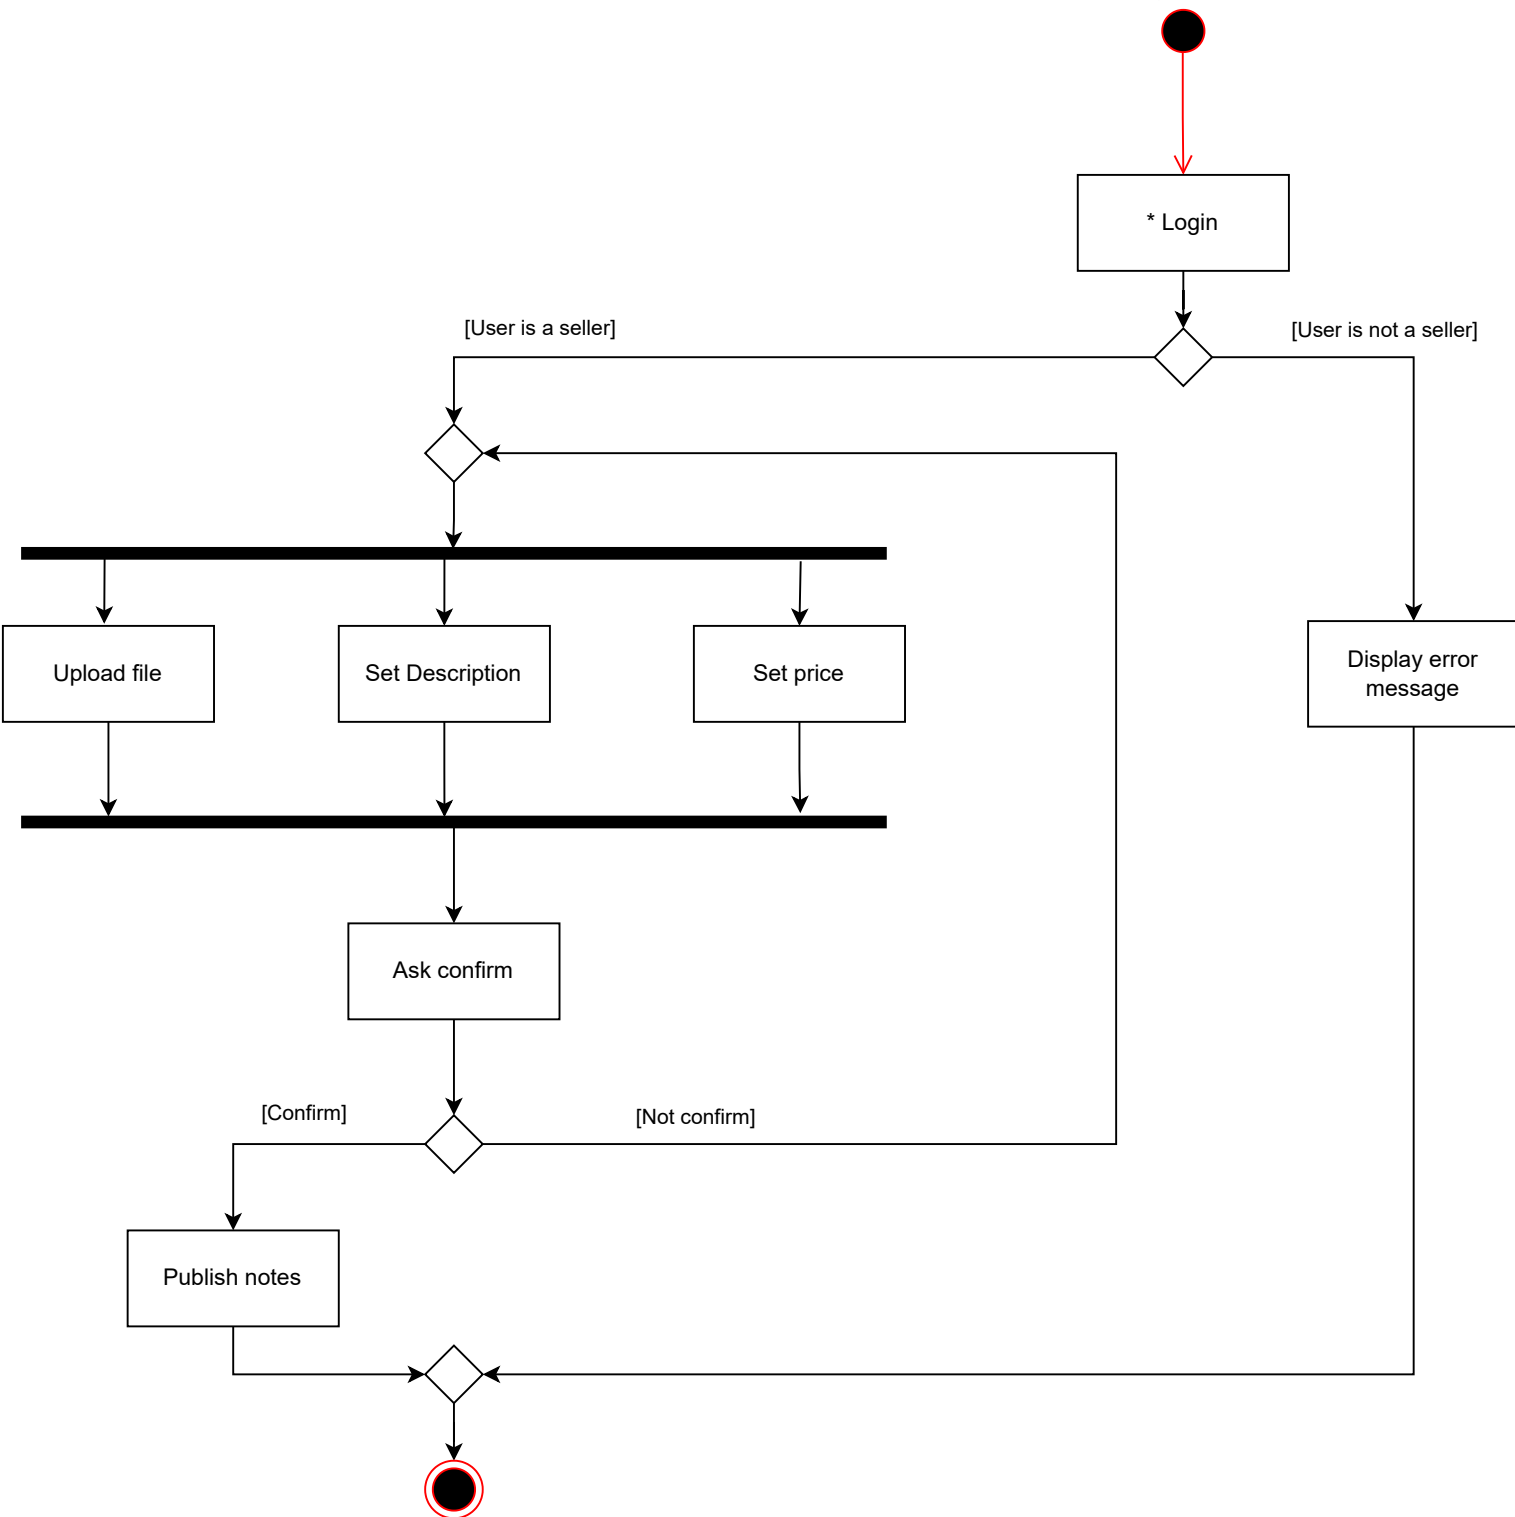 * Login
[User is a seller]
[User is not a seller]
Upload file
Set Description
Set price
Display error
message
Ask confirm
[Confirm]
[Not confirm]
Publish notes